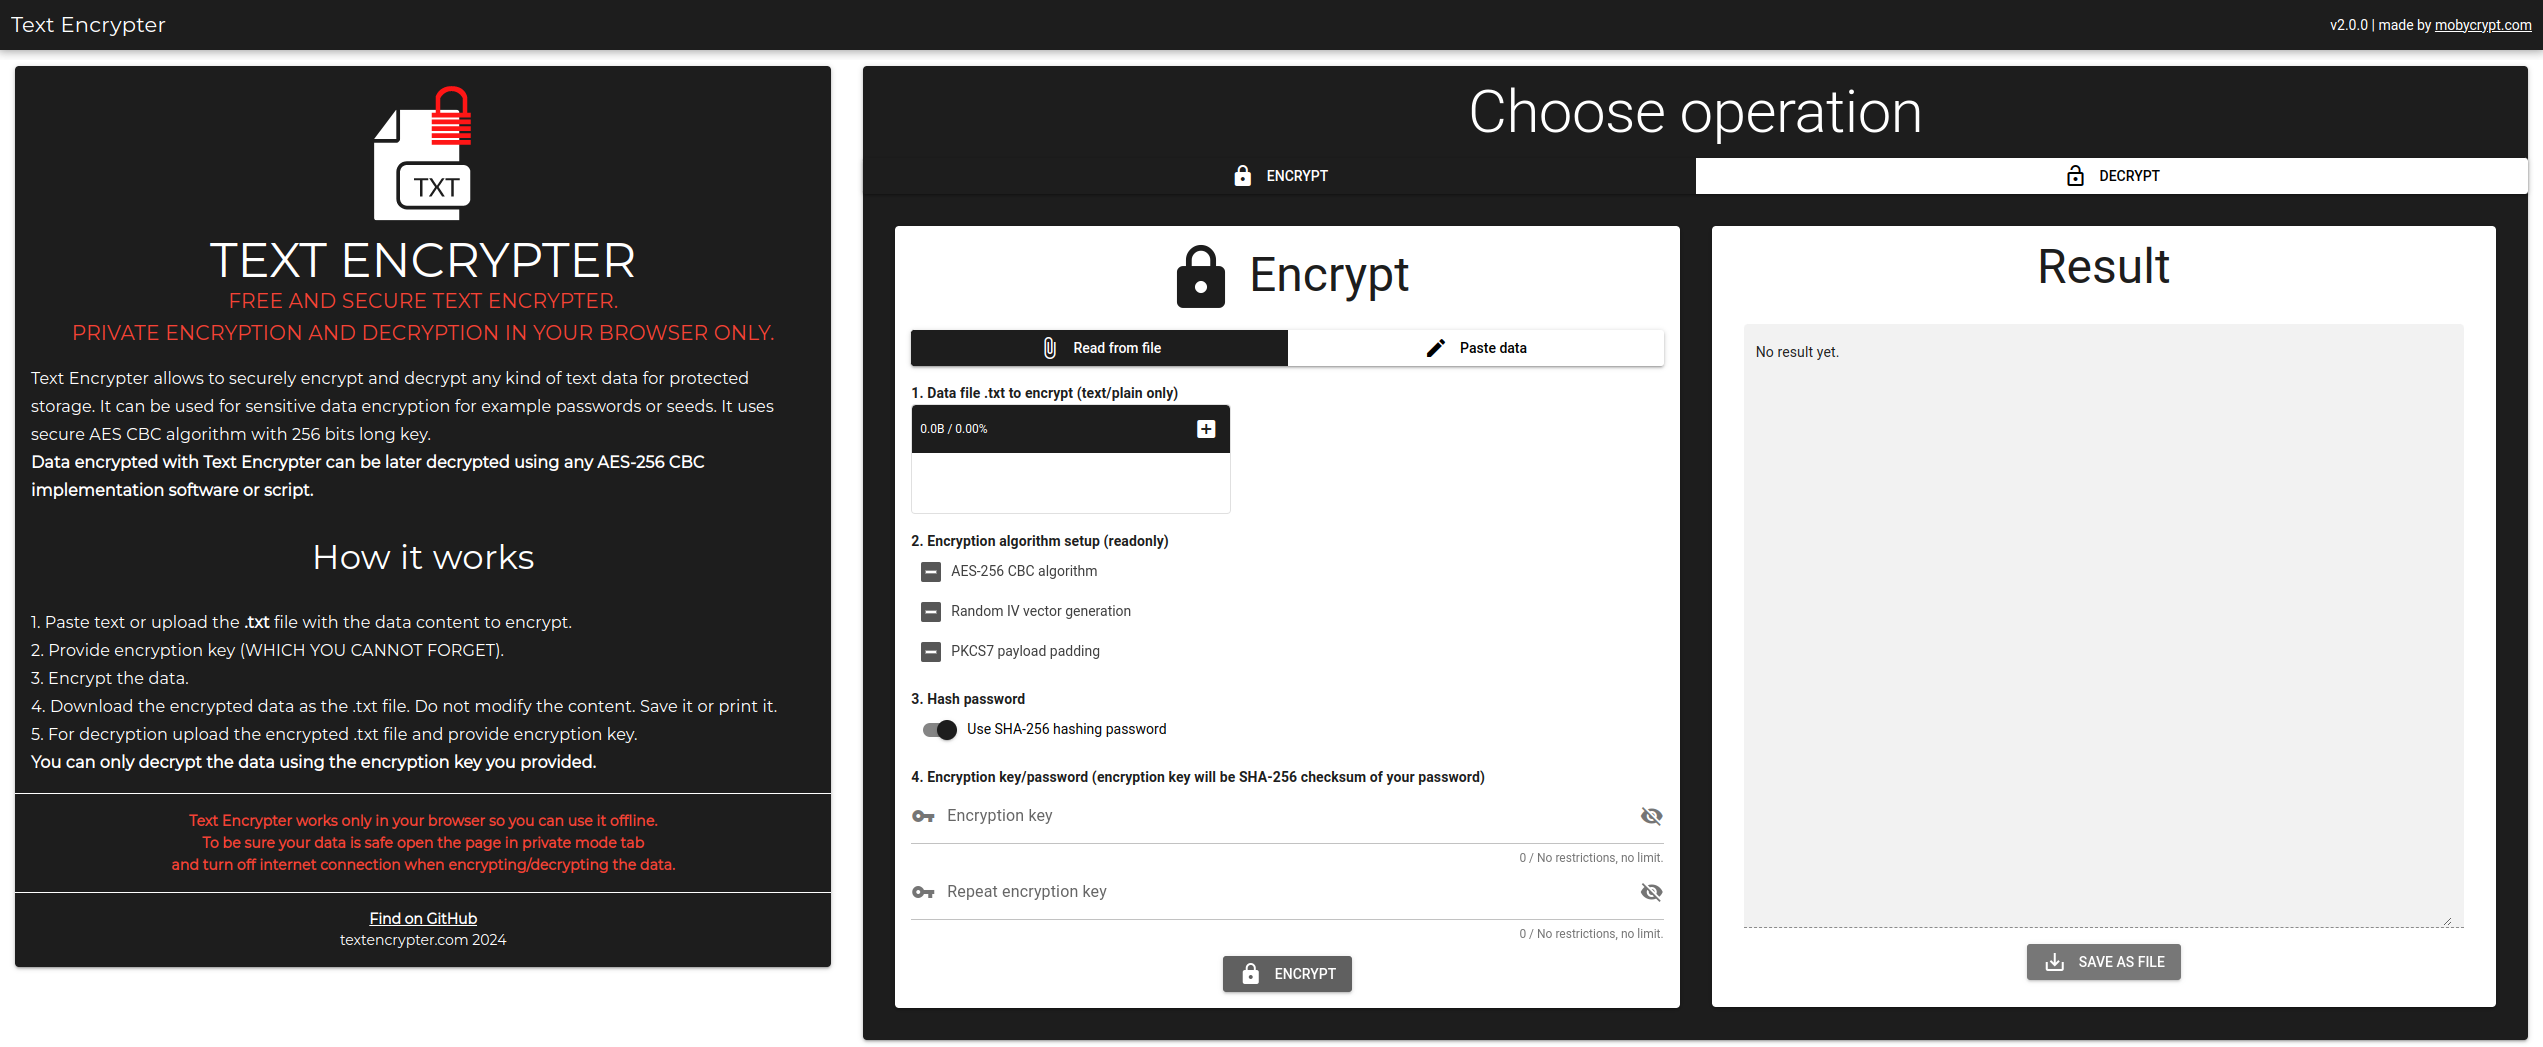 Text Encrypter
v2.0.0 | made by mobycrypt.com
TXT
TEXT ENCRYPTER
FREE AND SECURE TEXT ENCRYPTER.
PRIVATE ENCRYPTION AND DECRYPTION IN YOUR BROWSER ONLY.
Text Encrypter allows to securely encrypt and decrypt any kind of text data for protected
storage. It can be used for sensitive data encryption for example passwords or seeds. It uses
secure AES CBC algorithm with 256 bits long key.
Data encrypted with Text Encrypter can be later decrypted using any AES-256 CBC
implementation software or script.
How it works
1. Paste text or upload the .txt file with the data content to encrypt.
2. Provide encryption key (WHICH YOU CANNOT FORGET).
3. Encrypt the data.
4. Download the encrypted data as the .txt file. Do not modify the content. Save it or print it.
5. For decryption upload the encrypted .txt file and provide encryption key.
You can only decrypt the data using the encryption key you provided.
Text Encrypter works only in your browser so you can use it offline.
To be sure your data is safe open the page in private mode tab
and turn off internet connection when encrypting/decrypting the data.
Find on GitHub
textencrypter.com 2024
Choose operation
ENCRYPT
DECRYPT
Encrypt
Read from file
Paste data
1. Data file .txt to encrypt (text/plain only)
0.0B / 0.00%
2. Encryption algorithm setup (readonly)
AES-256 CBC algorithm
Random IV vector generation
PKCS7 payload padding
3. Hash password
Use SHA-256 hashing password
4. Encryption key/password (encryption key will be SHA-256 checksum of your password)
Encryption key
0 / No restrictions, no limit.
Repeat encryption key
0 / No restrictions, no limit.
ENCRYPT
Result
No result yet.
SAVE AS FILE